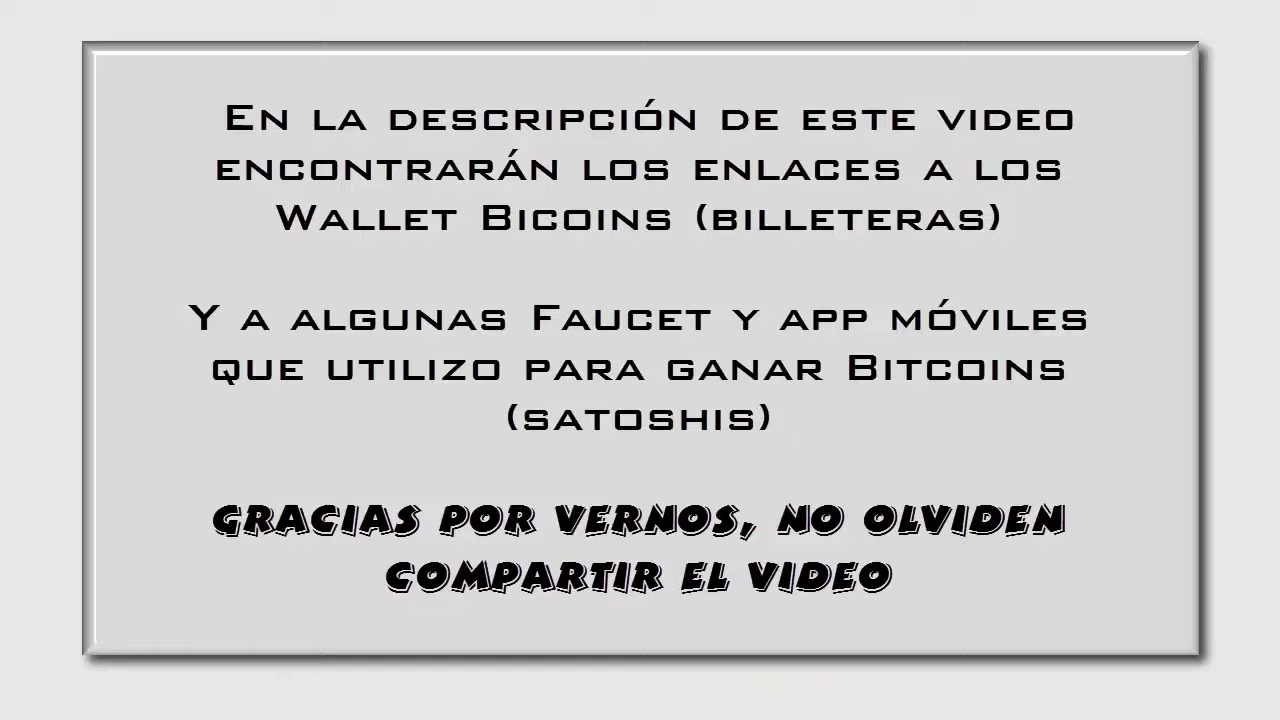 En la descripción de este video
encontrarán los enlaces a los
Wallet Bicoins (billeteras)
Y a algunas Faucet y app móviles
que utilizo para ganar Bitcoins
(satoshis)
GRACIAS POR VERNOS, NO OLVIDEN
COMPARTIR EL VIDEO